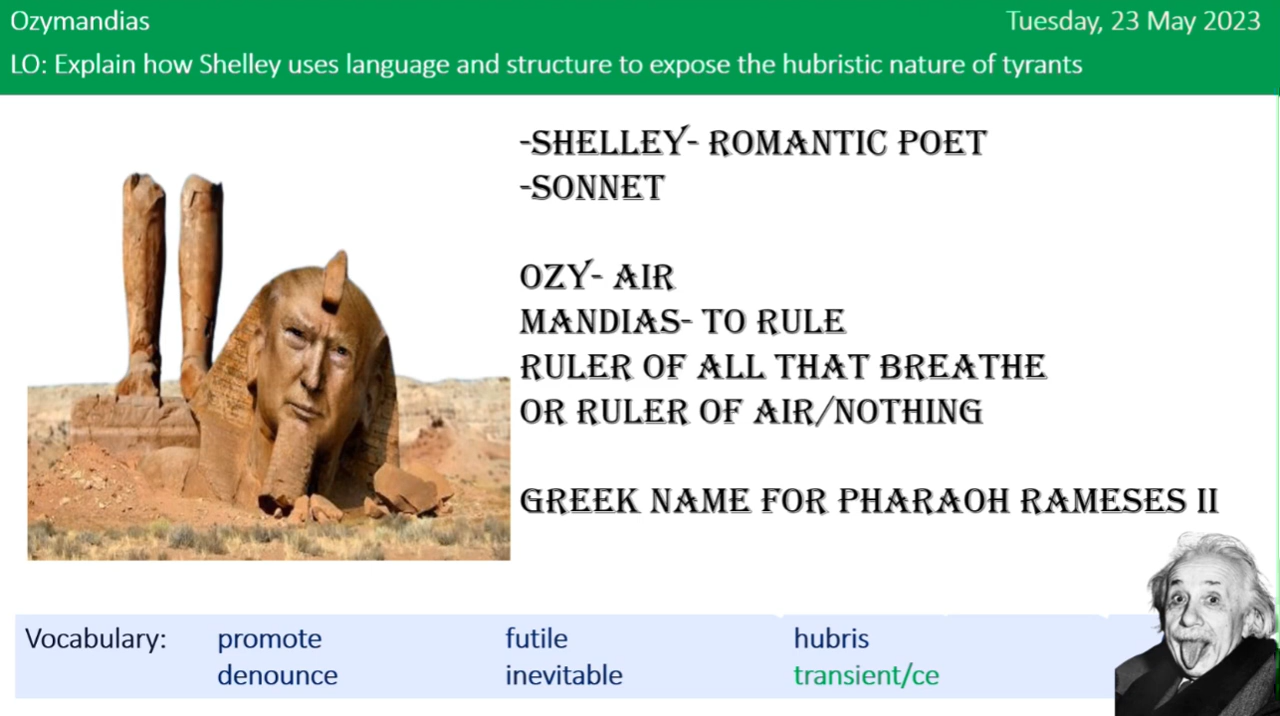 Ozymandias
Tuesday, 23 May 2023
LO: Explain how Shelley uses language and structure to expose the hubristic nature of tyrants
-SHELLEY- ROMANTIC POET
-SONNET
OZY- AIR
MANDIAS- TO RULE
RULER OF ALL THAT BREATHE
OR RULER OF AIR/NOTHING
GREEK NAME FOR PHARAOH RAMESES II
Vocabulary: promote futile hubris
denounce inevitable transient/ce